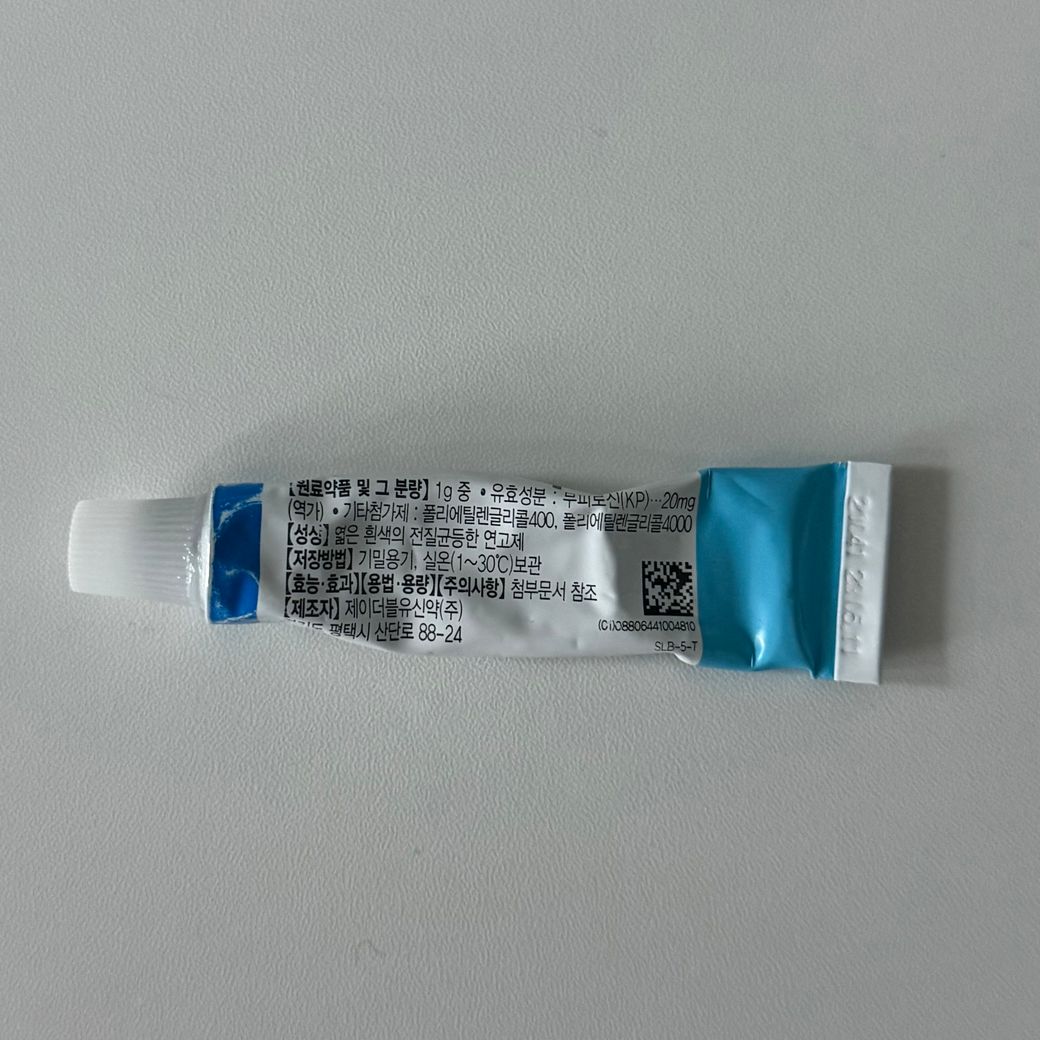 【원료약품 및 그 분량】 1g 중 • 유효성분 : 무피로신(KP)…20mg
(역가) • 기타첨가제 : 폴리에틸렌글리콜400, 폴리에틸렌글리콜4000
【성상】 엷은 흰색의 전질균등한 연고제
【저장방법】 기밀용기, 실온(1~30℃)보관
【효능·효과】【용법·용량】【주의사항】 첨부문서 참조
【제조자】 제이더블유신약(주)
평택시 산단로 88-24
(01)08806441004810
SLB-5-T